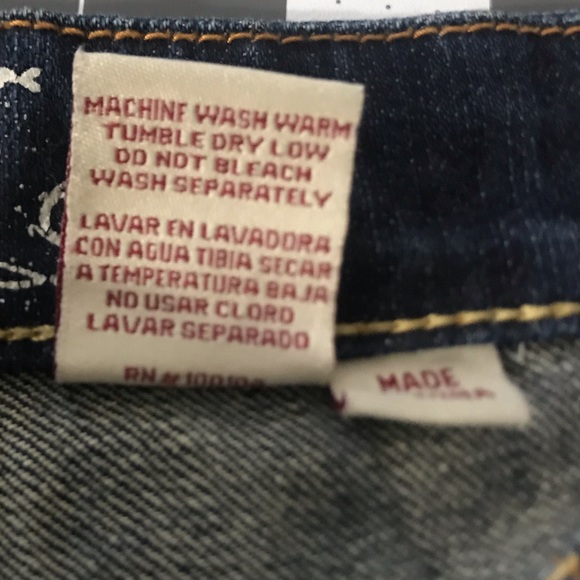 MACHINE WASH WARM
TUMBLE DRY LOW
DO NOT BLEACH
WASH SEPARATELY
LAVAR EN LAVADORA
CON AGUA TIBIA SECAR
A TEMPERATURA BAJA
NO USAR CLORO
LAVAR SEPARADO
RN #
MADE